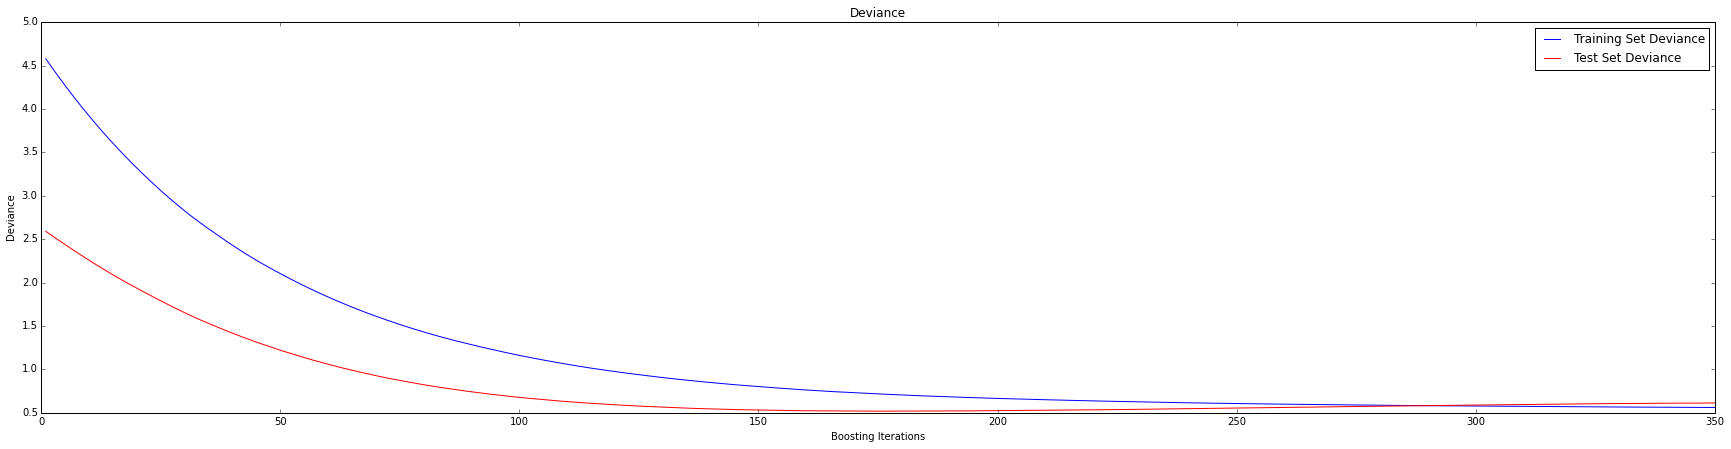 Deviance
5.0
4.5
4.0
3.5
3.0
2.5
2.0
1.5
1.0
0.5
Deviance
Training Set Deviance
Test Set Deviance
0 50 100 150 200 250 300 350
Boosting Iterations